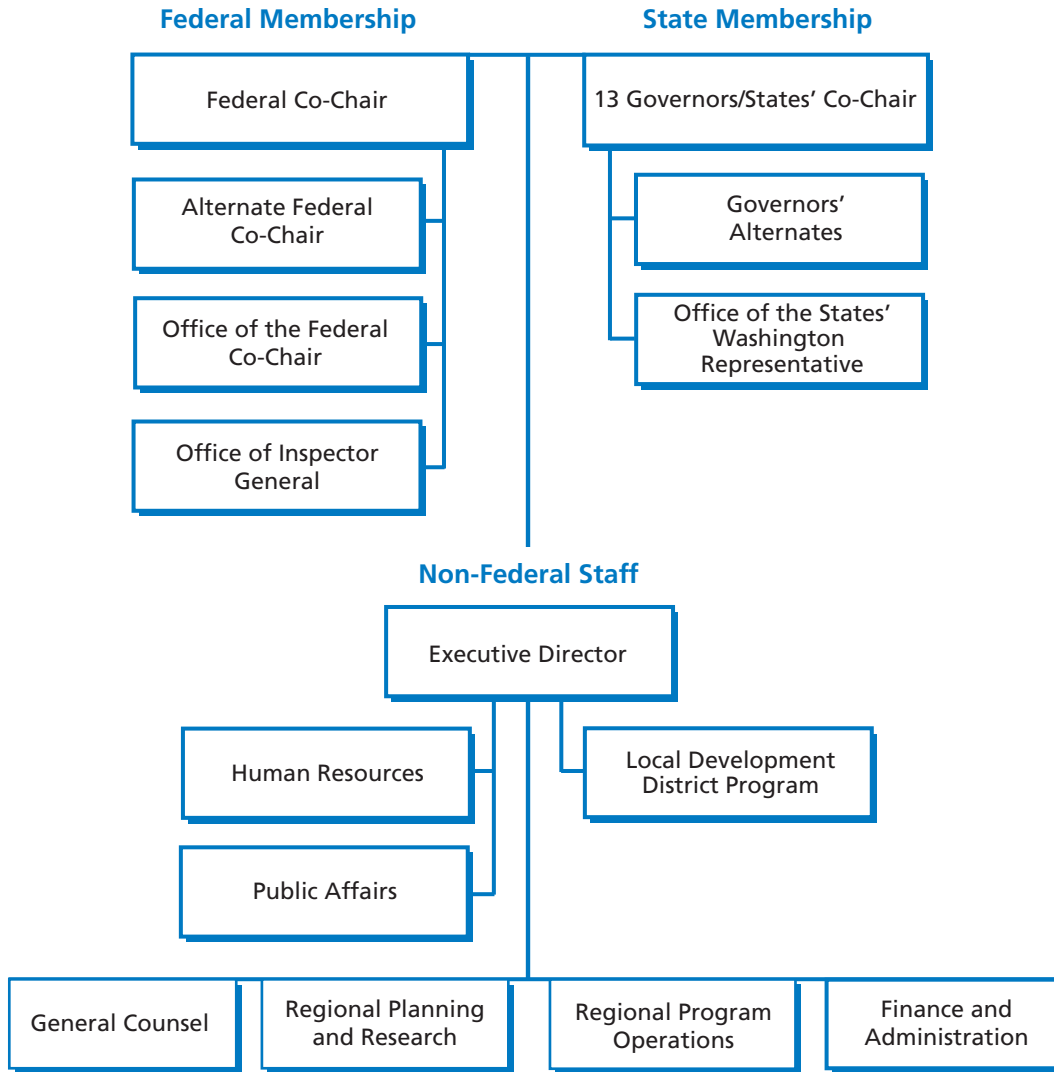 Federal Membership
State Membership
Federal Co-Chair
13 Governors/States’ Co-Chair
Alternate Federal
Co-Chair
Governors’
Alternates
Office of the Federal
Co-Chair
Office of the States’
Washington
Representative
Office of Inspector
General
Non-Federal Staff
Executive Director
Human Resources
Local Development
District Program
Public Affairs
General Counsel
Regional Planning
and Research
Regional Program
Operations
Finance and
Administration